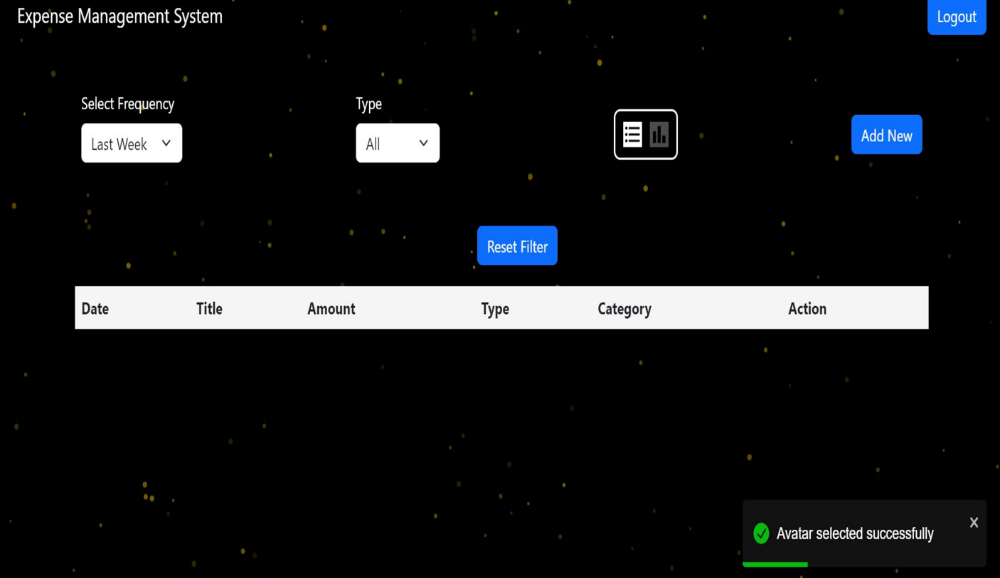 Expense Management System
Logout
Select Frequency
Type
Last Week
All
Add New
Reset Filter
Date Title Amount Type Category Action
Avatar selected successfully
X